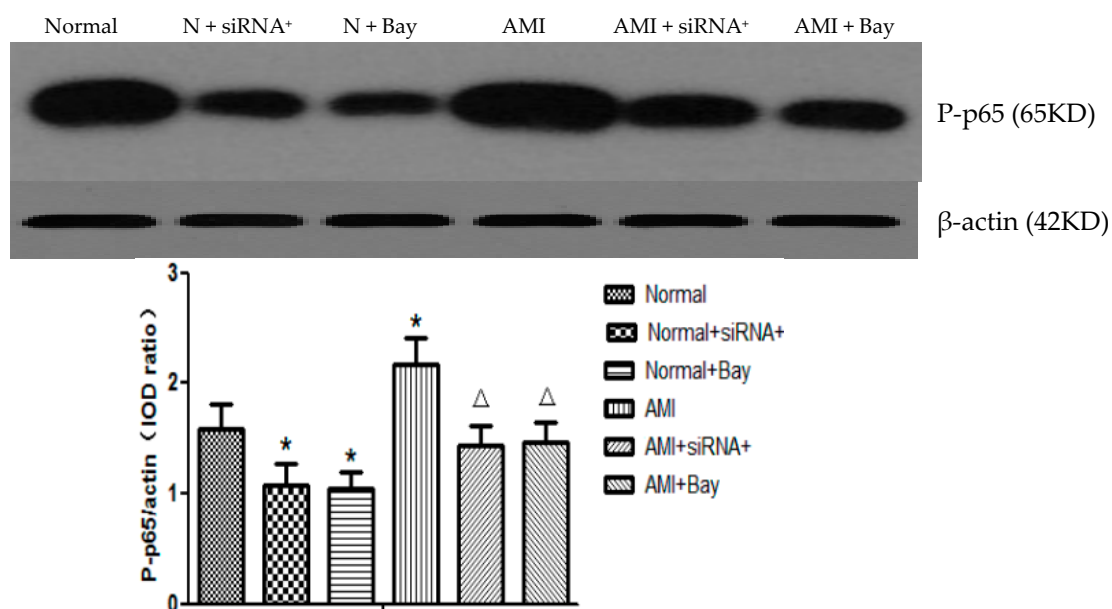 Normal N + siRNA⁺ N + Bay AMI AMI + siRNA⁺ AMI + Bay
P-p65 (65KD)
β-actin (42KD)
P-p65/actin（IOD ratio）
3
2
1
0
*
*
*
△
△
Normal
Normal+siRNA+
Normal+Bay
AMI
AMI+siRNA+
AMI+Bay